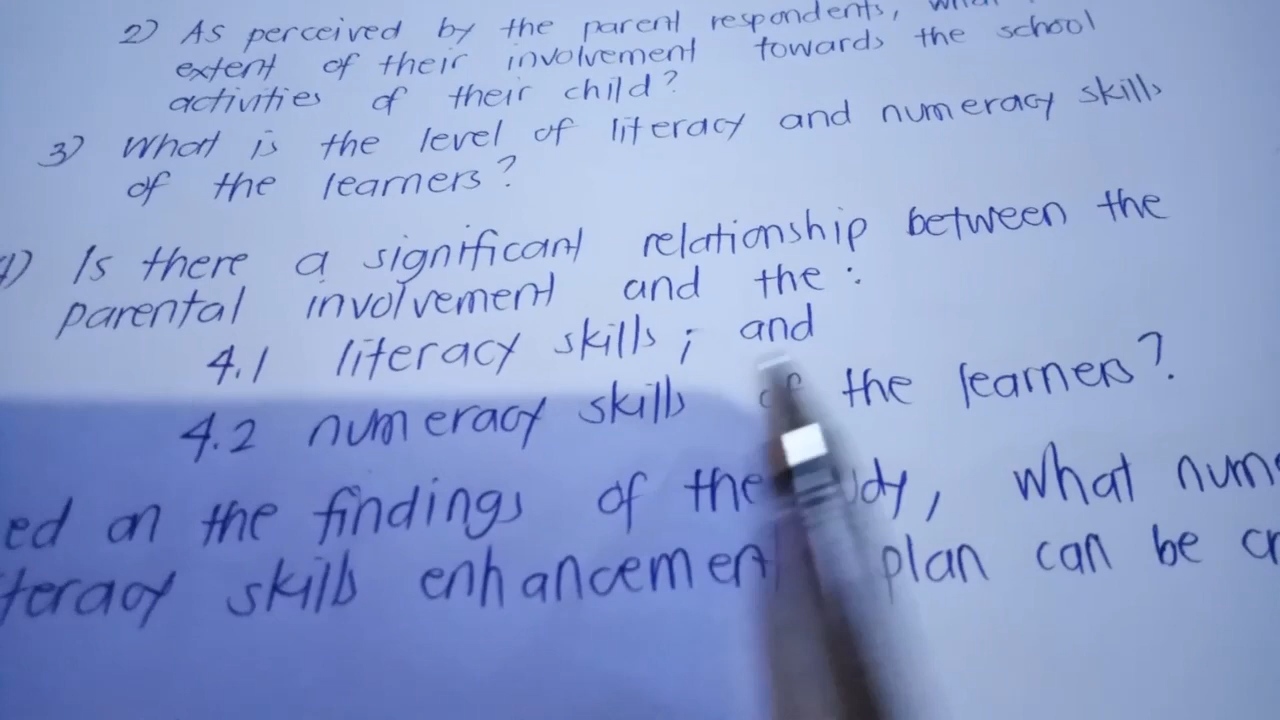 2) As perceived by the parent respondents,
extent of their involvement towards the school
activities of their child?
3) What is the level of literacy and numeracy skills
of the learners?
4) Is there a significant relationship between the
parental involvement and the :
4.1 literacy skills ; and
4.2 numeracy skills of the learners?
ed on the findings of the , what num
teracy skills enhancement plan can be cr